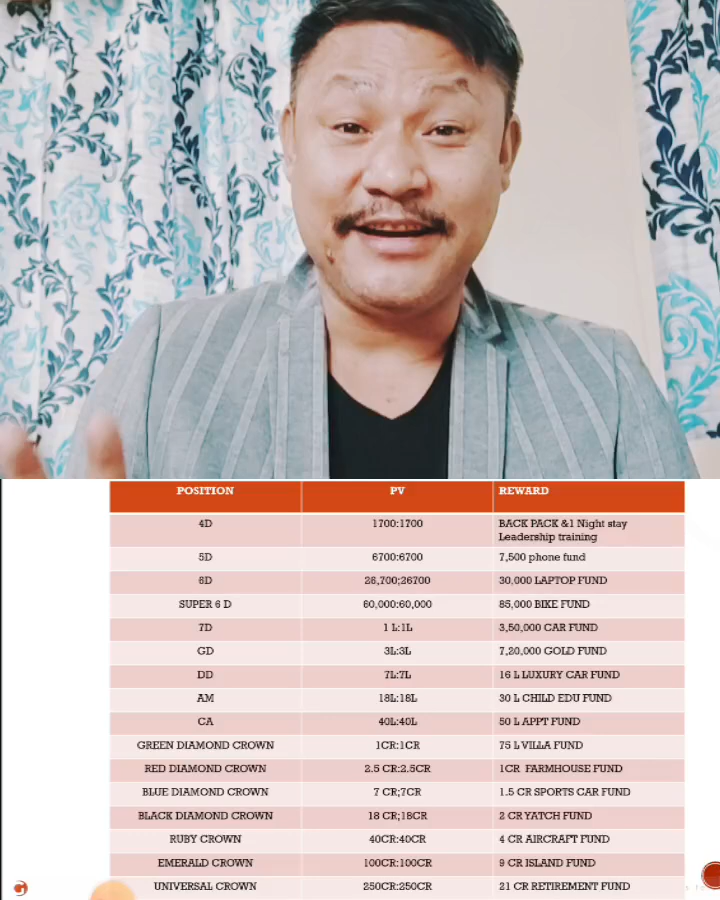 POSITION PV REWARD
4D 1700:1700 BACK PACK &1 Night stay
Leadership training
5D 6700:6700 7,500 phone fund
6D 26,700;26700 30,000 LAPTOP FUND
SUPER 6 D 60,000:60,000 85,000 BIKE FUND
7D 1 L:1L 3,50,000 CAR FUND
GD 3L:3L 7,20,000 GOLD FUND
DD 7L:7L 16 L LUXURY CAR FUND
AM 18L:18L 30 L CHILD EDU FUND
CA 40L:40L 50 L APPT FUND
GREEN DIAMOND CROWN 1CR:1CR 75 L VILLA FUND
RED DIAMOND CROWN 2.5 CR:2.5CR 1CR FARMHOUSE FUND
BLUE DIAMOND CROWN 7 CR;7CR 1.5 CR SPORTS CAR FUND
BLACK DIAMOND CROWN 18 CR;18CR 2 CR YATCH FUND
RUBY CROWN 40CR:40CR 4 CR AIRCRAFT FUND
EMERALD CROWN 100CR:100CR 9 CR ISLAND FUND
UNIVERSAL CROWN 250CR:250CR 21 CR RETIREMENT FUND